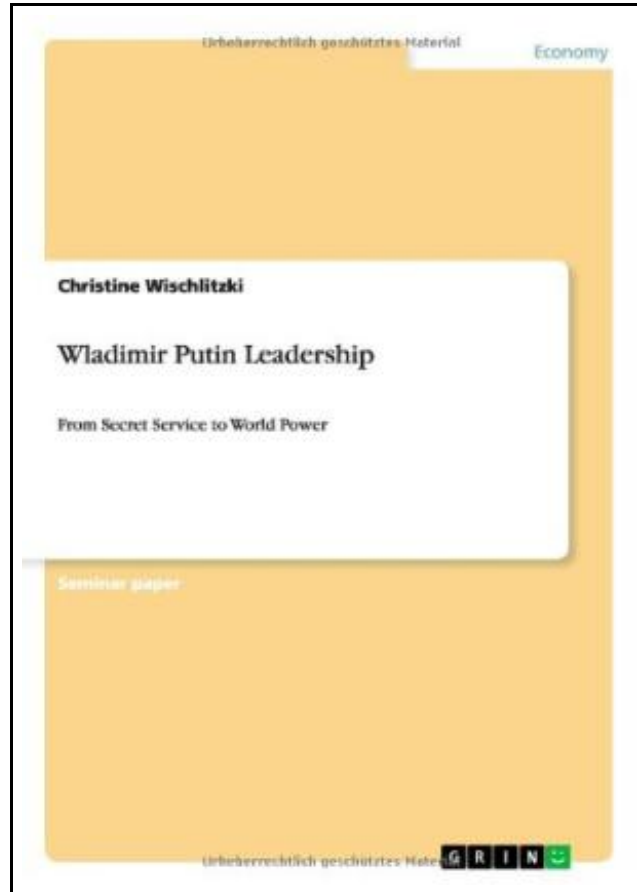 Urheberrechtlich geschütztes Material
Economy
Christine Wischlitzki
Wladimir Putin Leadership
From Secret Service to World Power
Seminar paper
Urheberrechtlich geschütztes
GRIN